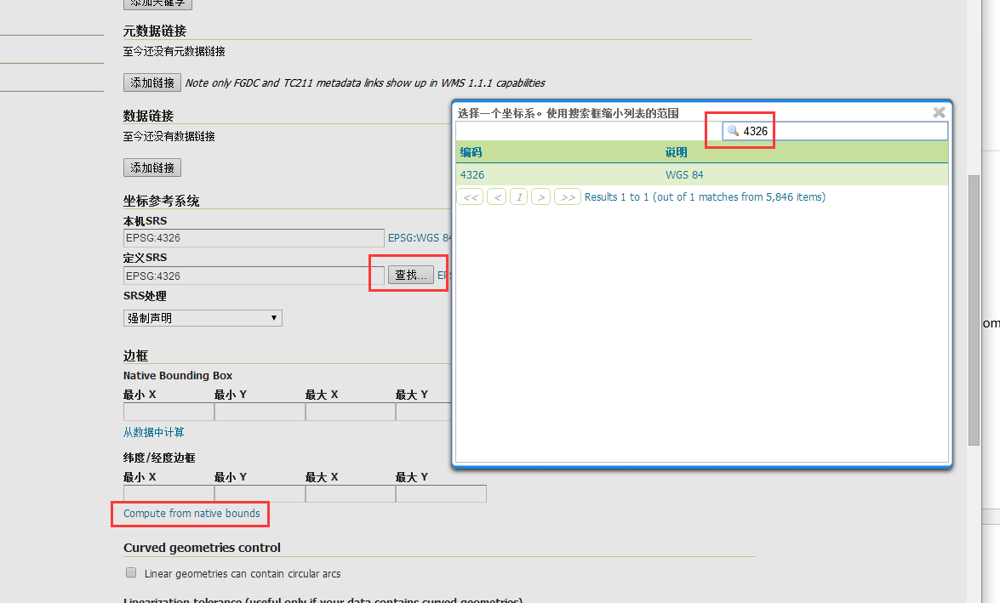 添加关键字
元数据链接
至今还没有元数据链接
添加链接 Note only FGDC and TC211 metadata links show up in WMS 1.1.1 capabilities
数据链接
至今还没有数据链接
添加链接
坐标参考系统
本机SRS
EPSG:4326 EPSG:WGS 84
定义SRS
EPSG:4326 查找...
SRS处理
强制声明
边框
Native Bounding Box
最小 X 最小 Y 最大 X 最大 Y
从数据中计算
纬度/经度边框
最小 X 最小 Y 最大 X 最大 Y
Compute from native bounds
Curved geometries control
Linear geometries can contain circular arcs
Linearization tolerance (useful only if your data contains curved geometries)
选择一个坐标系。使用搜索框缩小列表的范围
4326
编码 说明
4326 WGS 84
<< < 1 > >> Results 1 to 1 (out of 1 matches from 5,846 items)
om